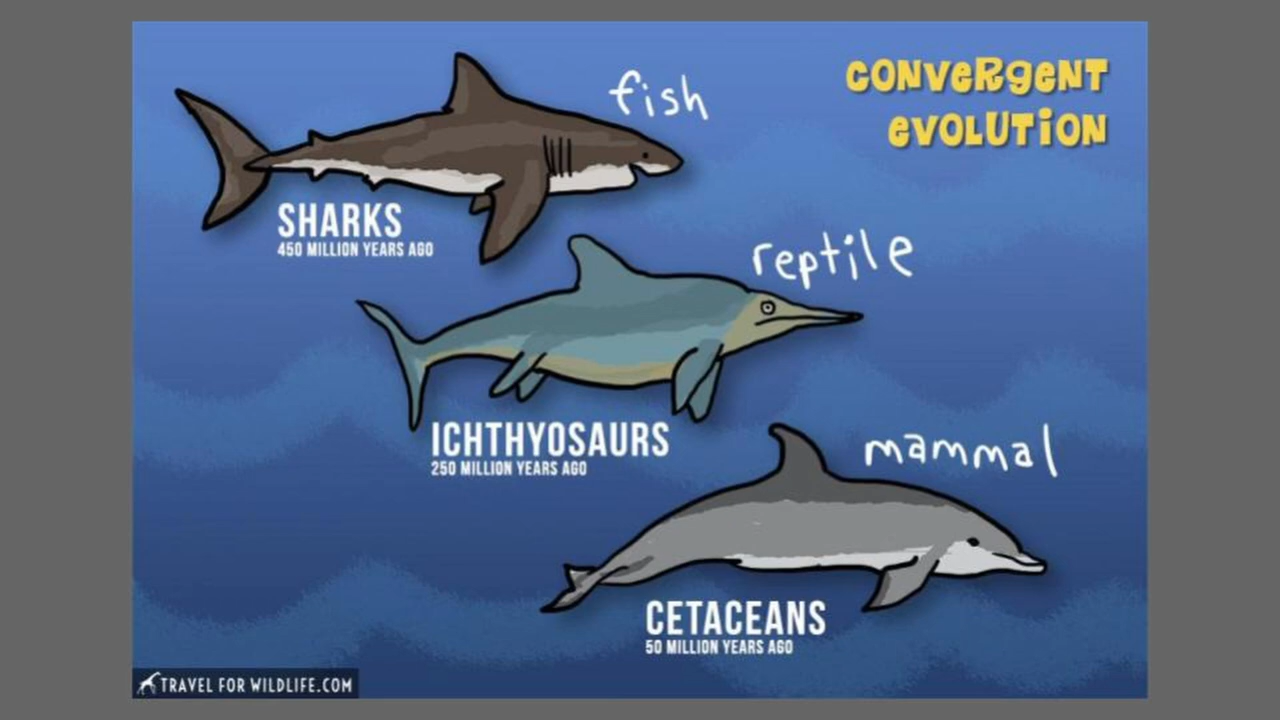 CONVERGENT
EVOLUTION
fish
SHARKS
450 MILLION YEARS AGO
reptile
ICHTHYOSAURS
250 MILLION YEARS AGO
mammal
CETACEANS
50 MILLION YEARS AGO
TRAVEL FOR WILDLIFE.COM